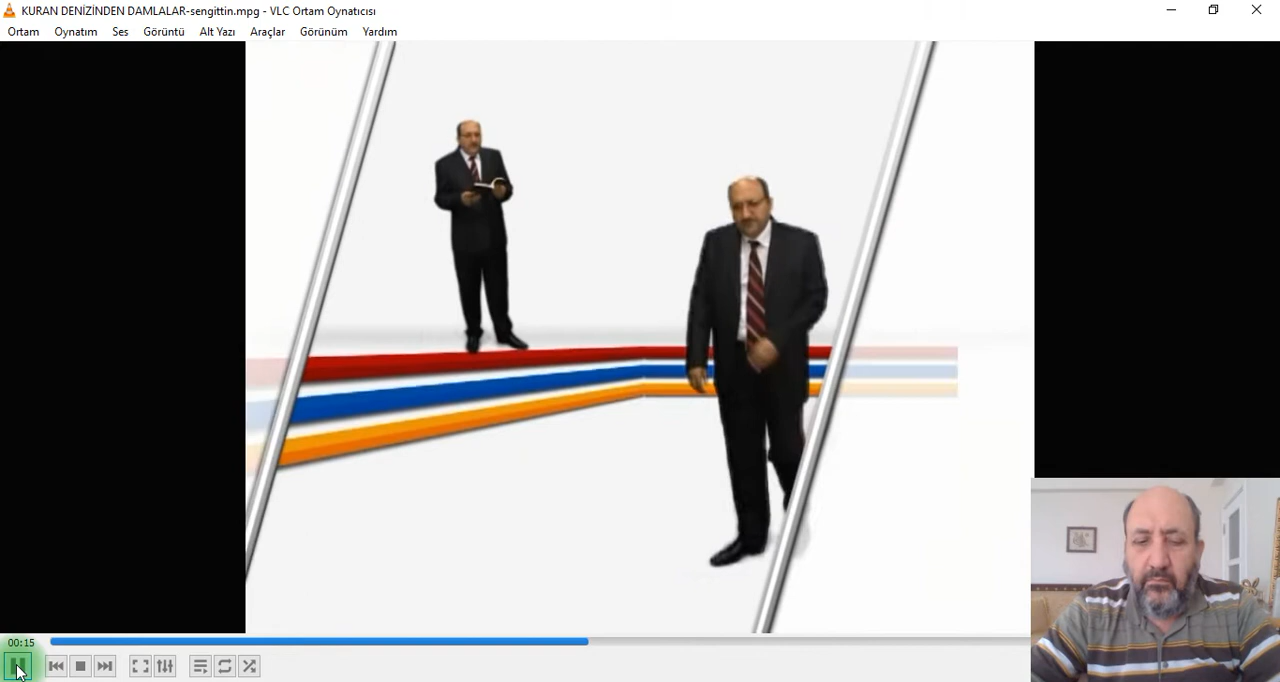 KURAN DENİZİNDEN DAMLALAR-sengittin.mpg - VLC Ortam Oynatıcısı
Ortam Oynatım Ses Görüntü Alt Yazı Araçlar Görünüm Yardım
00:15